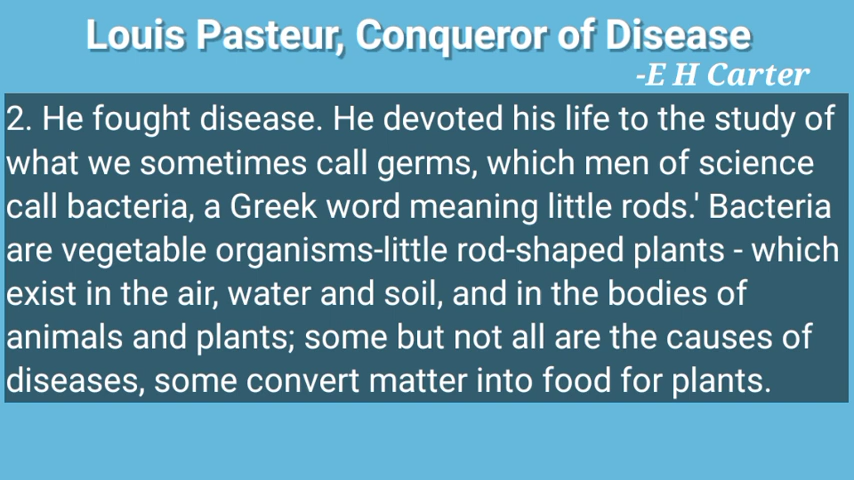 Louis Pasteur, Conqueror of Disease
-E H Carter
2. He fought disease. He devoted his life to the study of
what we sometimes call germs, which men of science
call bacteria, a Greek word meaning little rods.' Bacteria
are vegetable organisms-little rod-shaped plants - which
exist in the air, water and soil, and in the bodies of
animals and plants; some but not all are the causes of
diseases, some convert matter into food for plants.